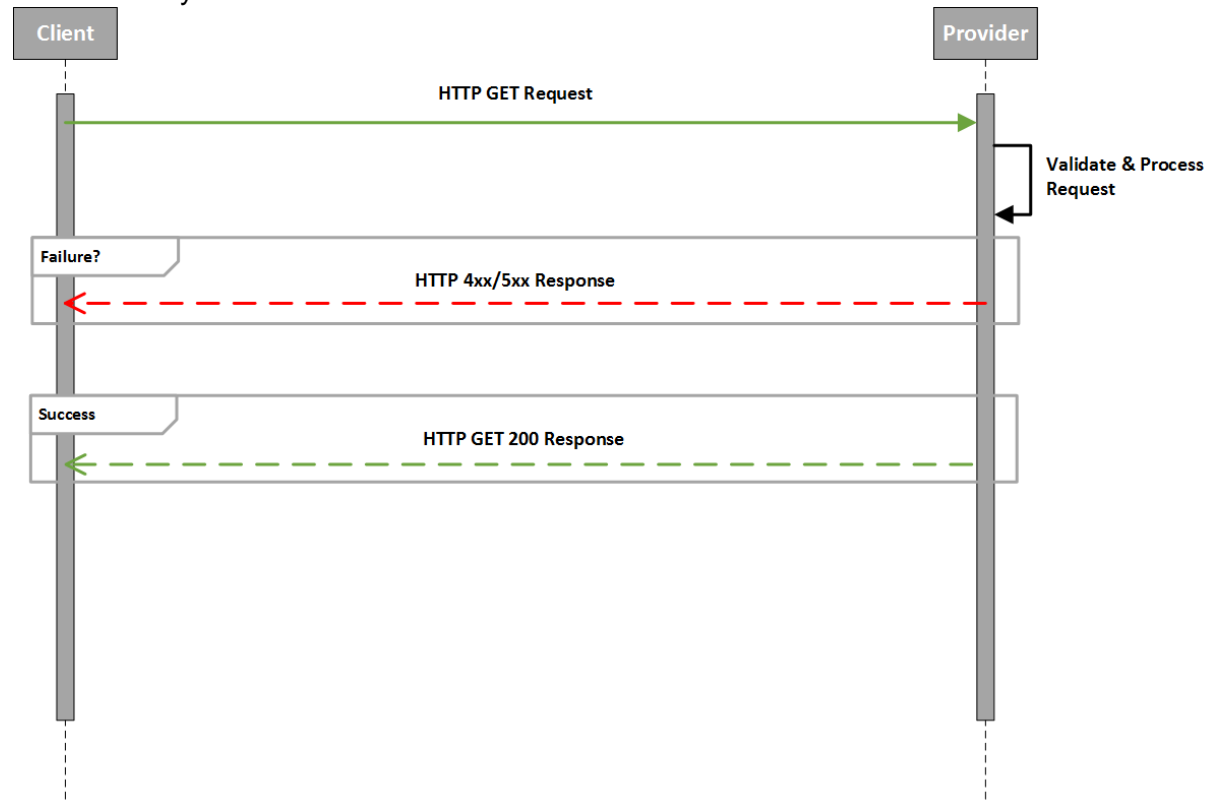 Client
Provider
HTTP GET Request
Validate & Process
Request
Failure?
HTTP 4xx/5xx Response
Success
HTTP GET 200 Response